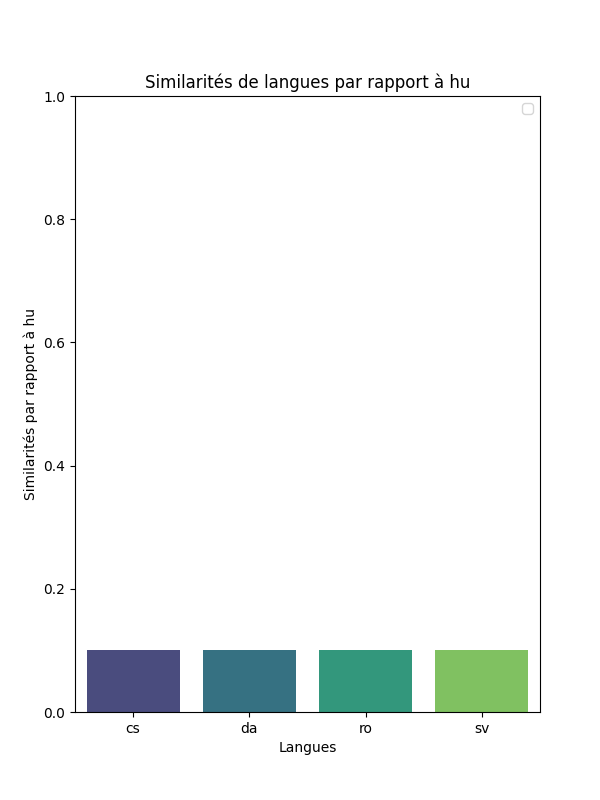 Similarités de langues par rapport à hu
Similarités par rapport à hu
1.0
0.8
0.6
0.4
0.2
0.0
cs da ro sv
Langues